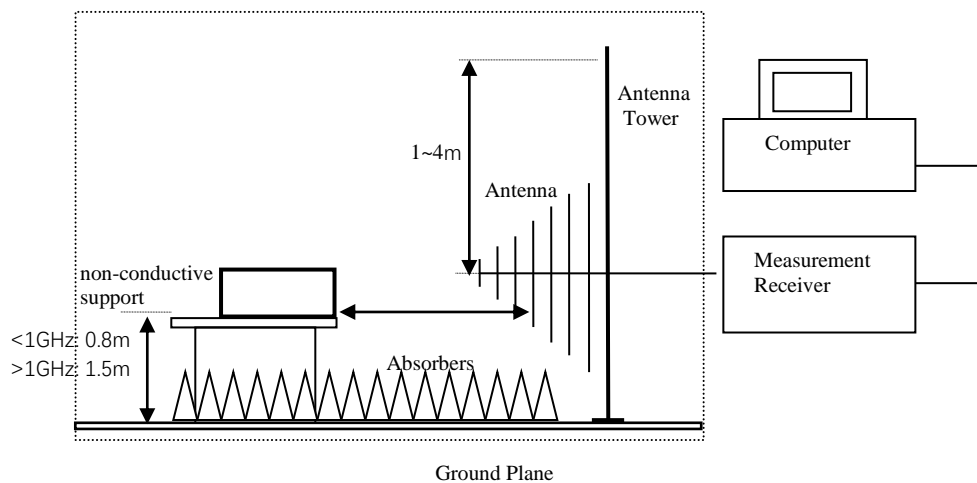 Antenna
Tower
1~4m
Antenna
Computer
Measurement
Receiver
non-conductive
support
<1GHz: 0.8m
>1GHz: 1.5m
Absorbers
Ground Plane